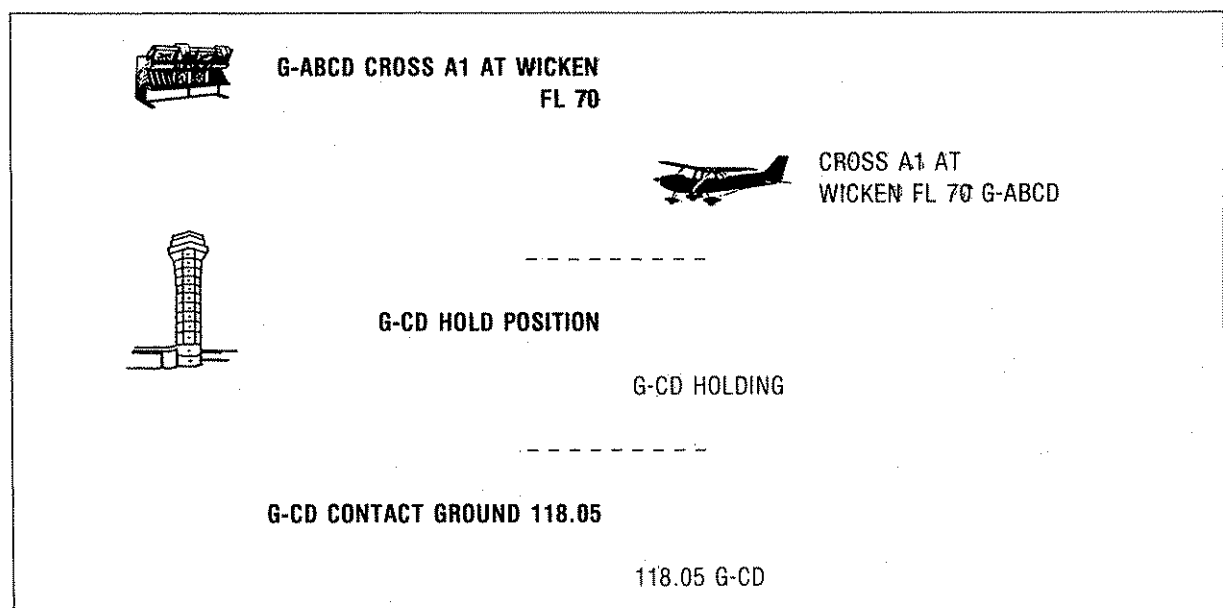 G-ABCD CROSS A1 AT WICKEN
FL 70
CROSS A1 AT
WICKEN FL 70 G-ABCD
G-CD HOLD POSITION
G-CD HOLDING
G-CD CONTACT GROUND 118.05
118.05 G-CD